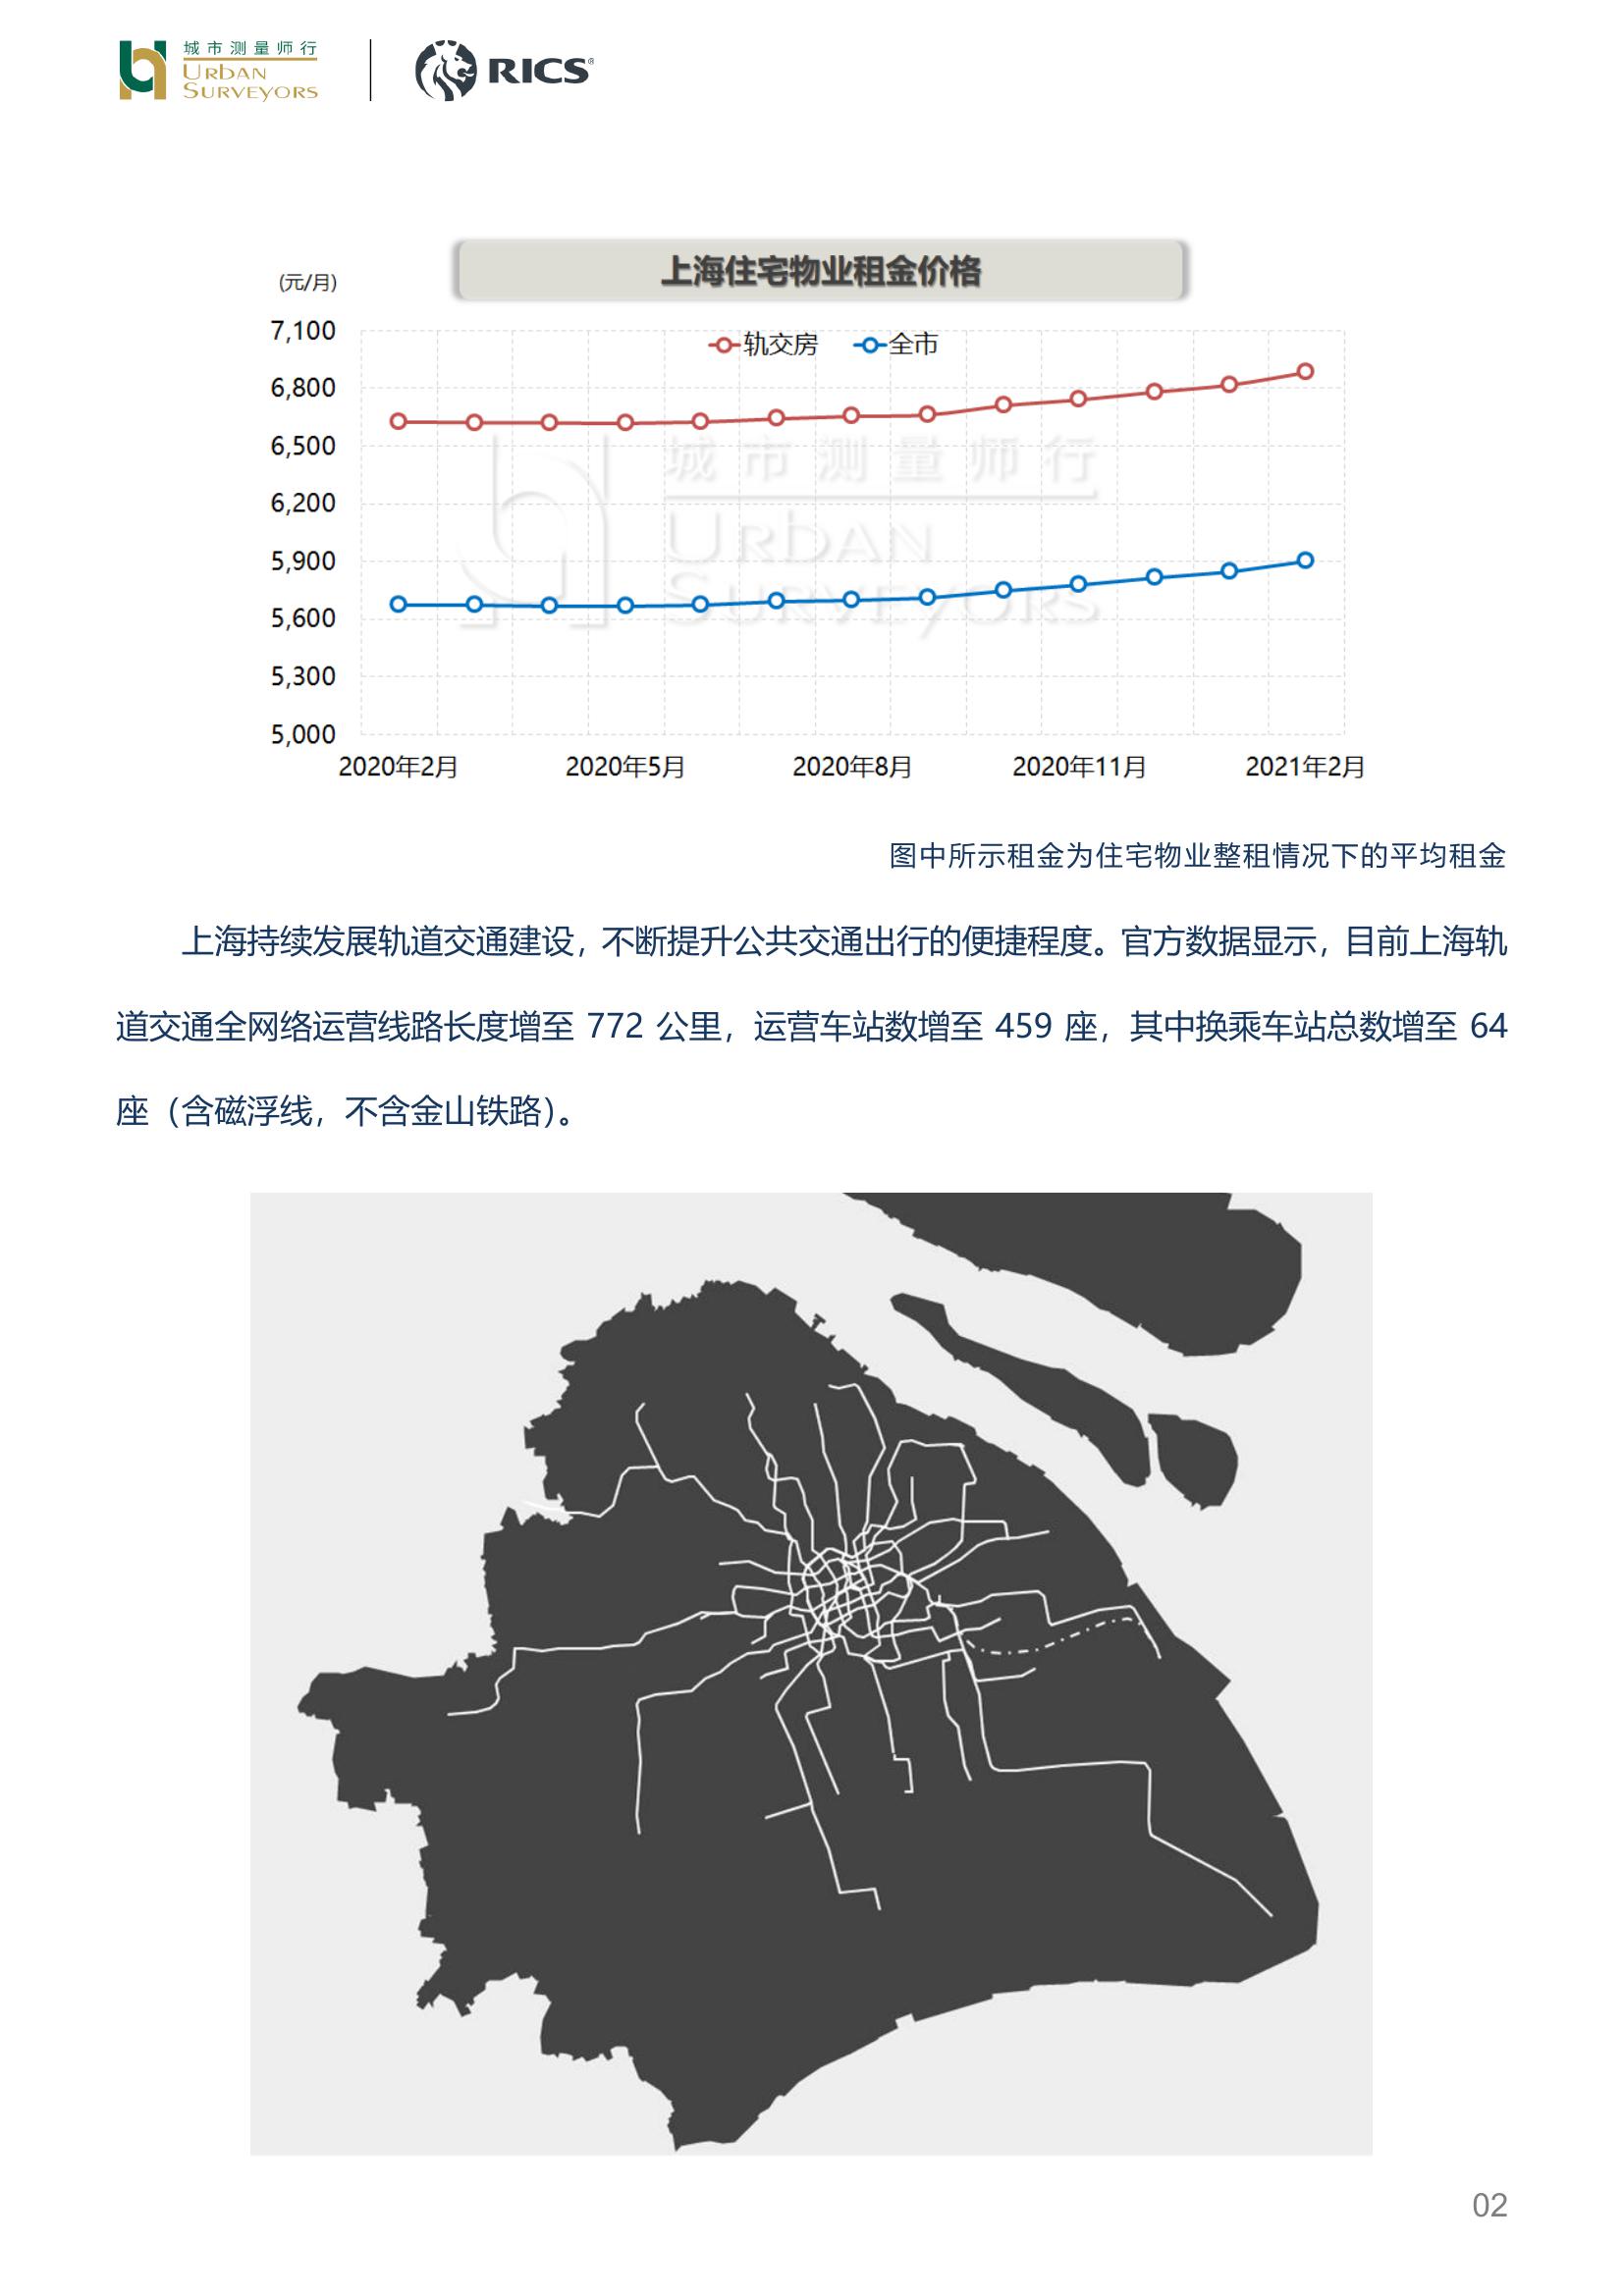 城市测量师行
URBAN
SURVEYORS
RICS®
上海住宅物业租金价格
(元/月)
轨交房 全市
7,100
6,800
6,500
6,200
5,900
5,600
5,300
5,000
城市测量师行
URBAN
SURVEYORS
2020年2月 2020年5月 2020年8月 2020年11月 2021年2月
图中所示租金为住宅物业整租情况下的平均租金
上海持续发展轨道交通建设，不断提升公共交通出行的便捷程度。官方数据显示，目前上海轨
道交通全网络运营线路长度增至 772 公里，运营车站数增至 459 座，其中换乘车站总数增至 64
座（含磁浮线，不含金山铁路）。
02